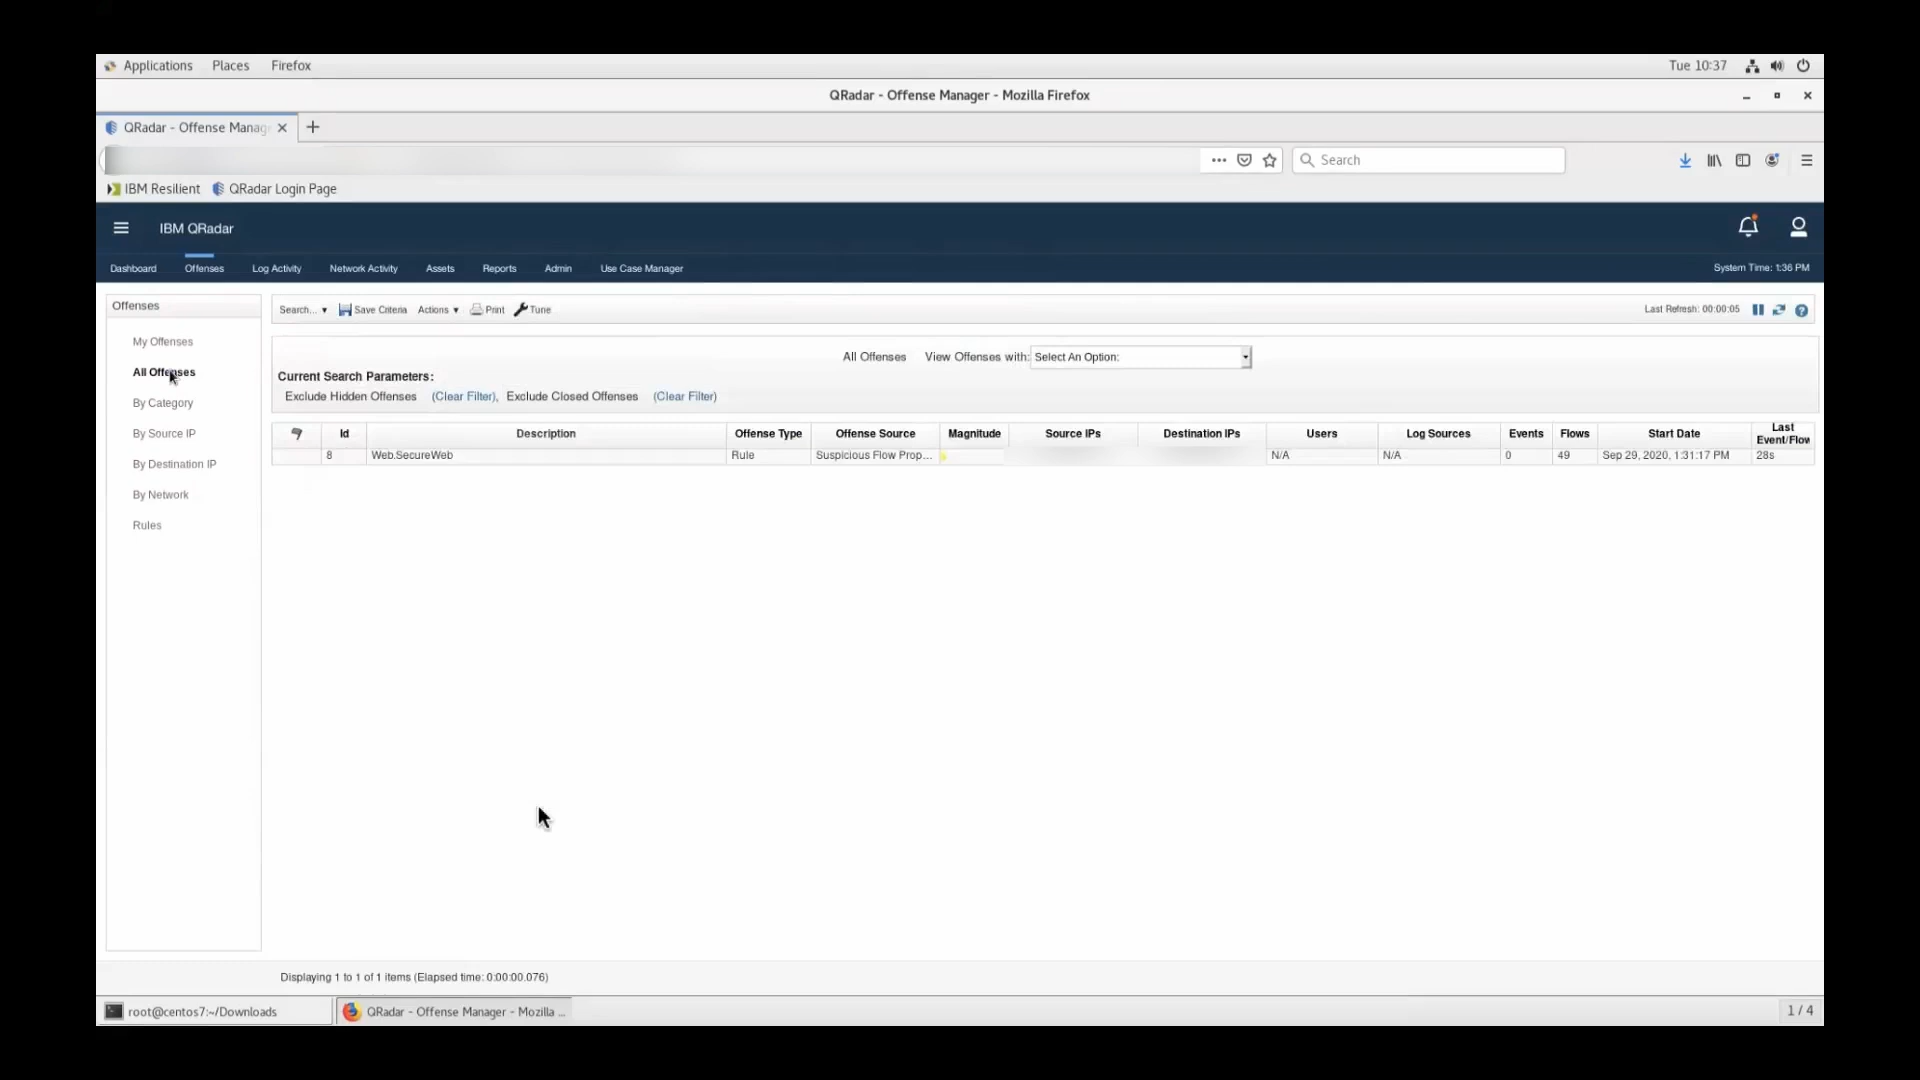 Applications Places Firefox Tue 10:37
QRadar - Offense Manager - Mozilla Firefox
QRadar - Offense Manag
Search
IBM Resilient QRadar Login Page
IBM QRadar
Dashboard Offenses Log Activity Network Activity Assets Reports Admin Use Case Manager System Time: 1:36 PM
Offenses
My Offenses
All Offenses
By Category
By Source IP
By Destination IP
By Network
Rules
Search... Save Criteria Actions Print Tune Last Refresh: 00:00:05
All Offenses View Offenses with: Select An Option:
Current Search Parameters:
Exclude Hidden Offenses (Clear Filter), Exclude Closed Offenses (Clear Filter)
Id Description Offense Type Offense Source Magnitude Source IPs Destination IPs Users Log Sources Events Flows Start Date Last Event/Flow
8 Web.SecureWeb Rule Suspicious Flow Prop... N/A N/A 0 49 Sep 29, 2020, 1:31:17 PM 28s
Displaying 1 to 1 of 1 items (Elapsed time: 0:00:00.076)
root@centos7:~/Downloads QRadar - Offense Manager - Mozilla ... 1 / 4